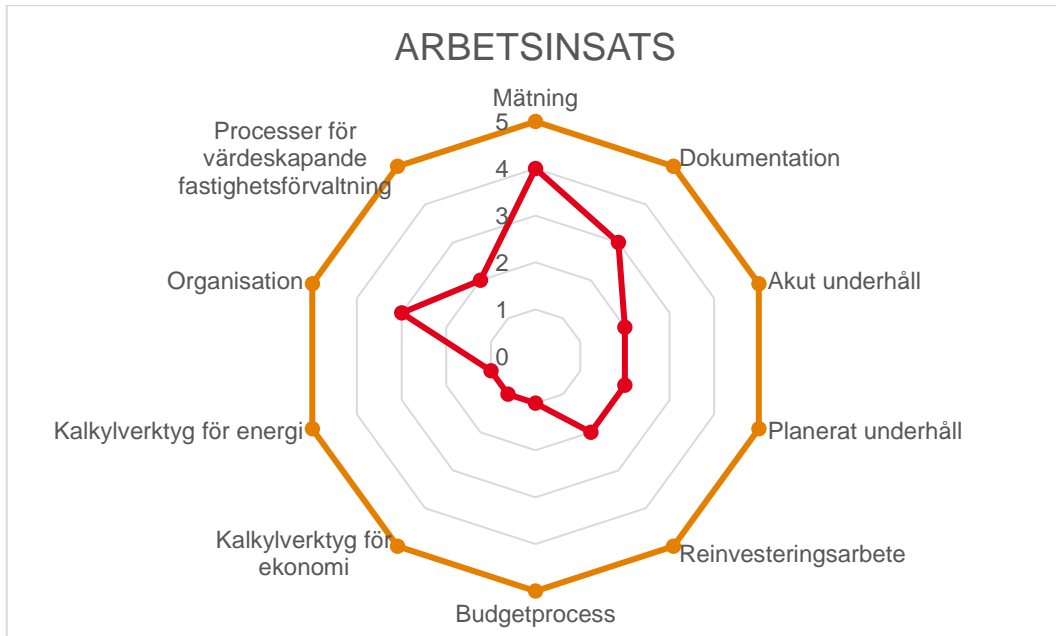 ARBETSINSATS
Mätning
Dokumentation
Akut underhåll
Planerat underhåll
Reinvesteringsarbete
Budgetprocess
Kalkylverktyg för
ekonomi
Kalkylverktyg för energi
Organisation
Processer för
värdeskapande
fastighetsförvaltning
5
4
3
2
1
0